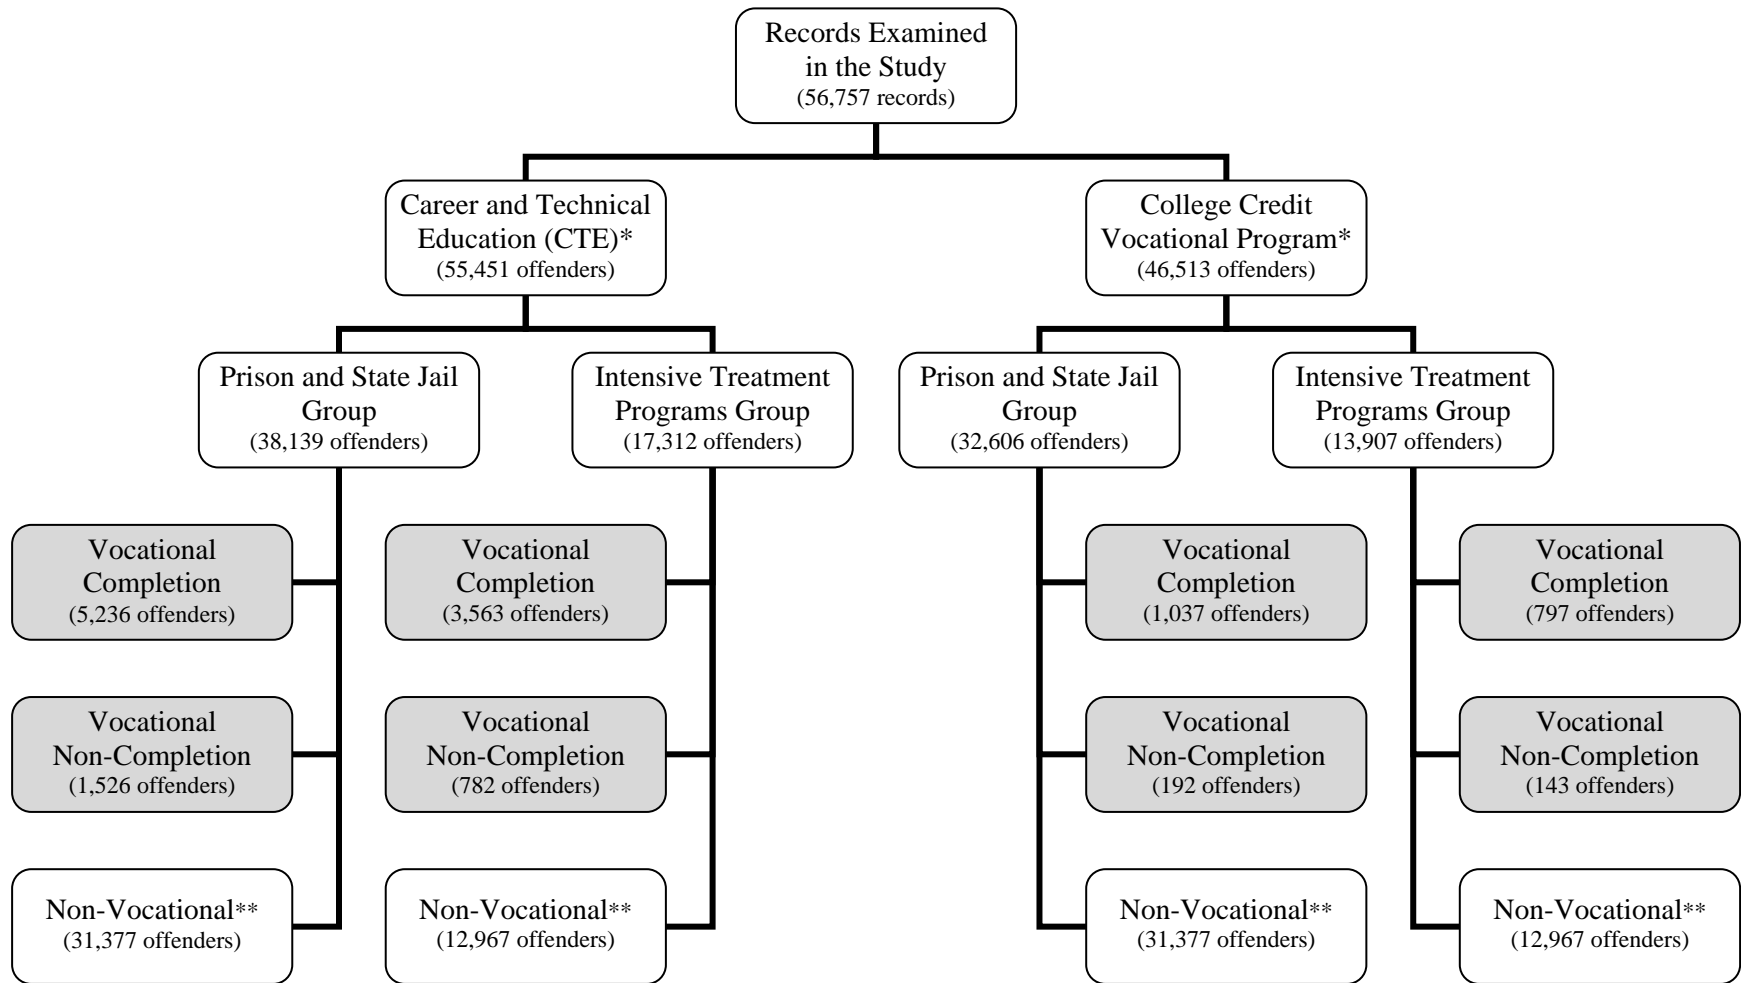 Records Examined
in the Study
(56,757 records)
Career and Technical
Education (CTE)*
(55,451 offenders)
College Credit
Vocational Program*
(46,513 offenders)
Prison and State Jail
Group
(38,139 offenders)
Intensive Treatment
Programs Group
(17,312 offenders)
Prison and State Jail
Group
(32,606 offenders)
Intensive Treatment
Programs Group
(13,907 offenders)
Vocational
Completion
(5,236 offenders)
Vocational
Completion
(3,563 offenders)
Vocational
Completion
(1,037 offenders)
Vocational
Completion
(797 offenders)
Vocational
Non-Completion
(1,526 offenders)
Vocational
Non-Completion
(782 offenders)
Vocational
Non-Completion
(192 offenders)
Vocational
Non-Completion
(143 offenders)
Non-Vocational**
(31,377 offenders)
Non-Vocational**
(12,967 offenders)
Non-Vocational**
(31,377 offenders)
Non-Vocational**
(12,967 offenders)